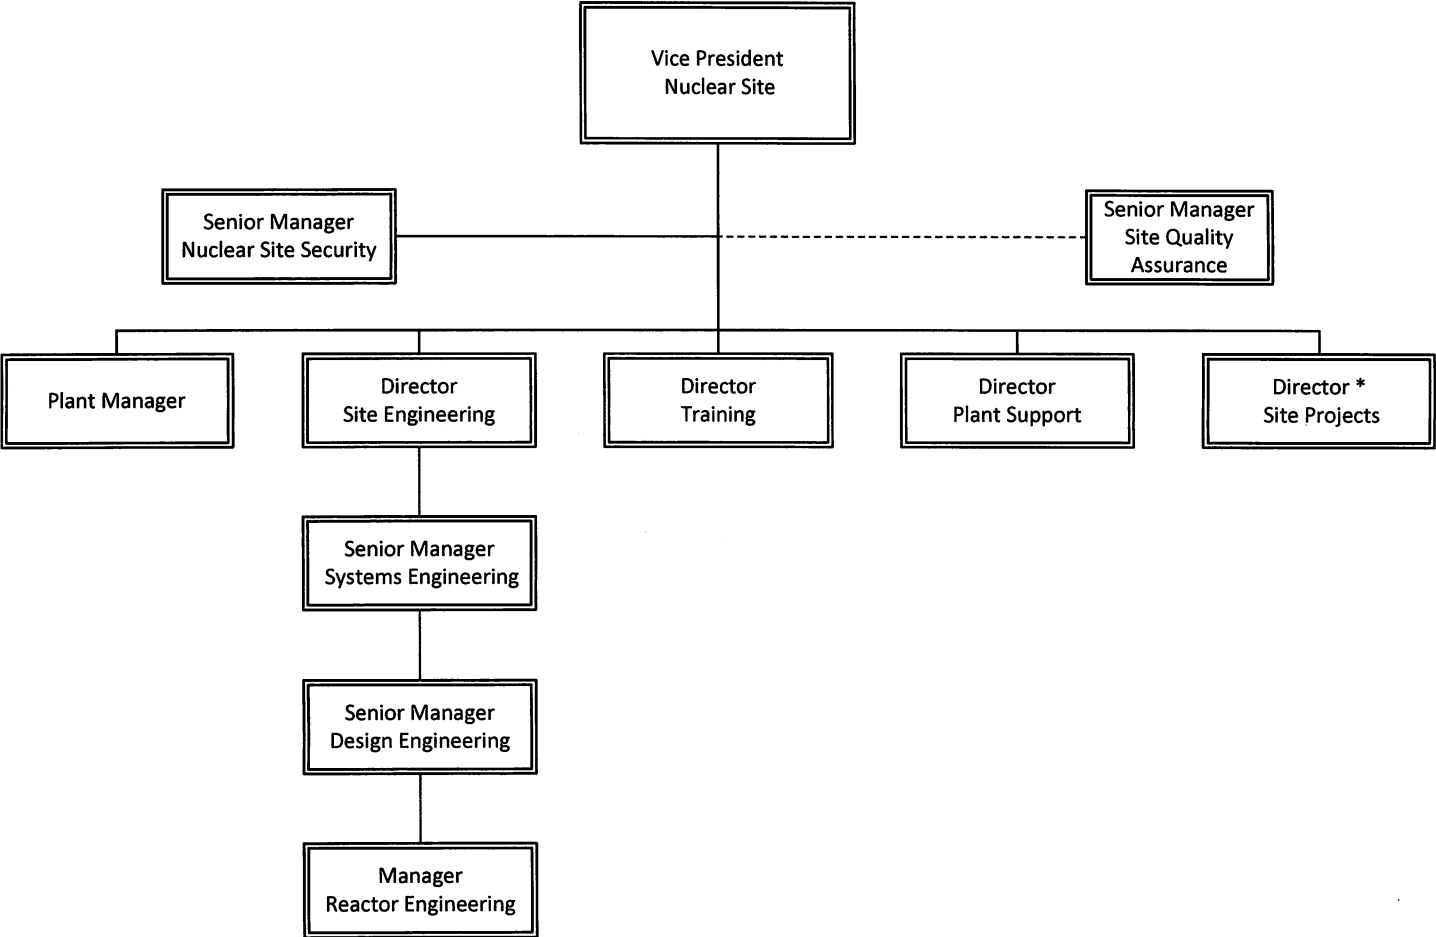 Vice President
Nuclear Site
Senior Manager
Nuclear Site Security
Senior Manager
Site Quality
Assurance
Plant Manager
Director
Site Engineering
Director
Training
Director
Plant Support
Director *
Site Projects
Senior Manager
Systems Engineering
Senior Manager
Design Engineering
Manager
Reactor Engineering